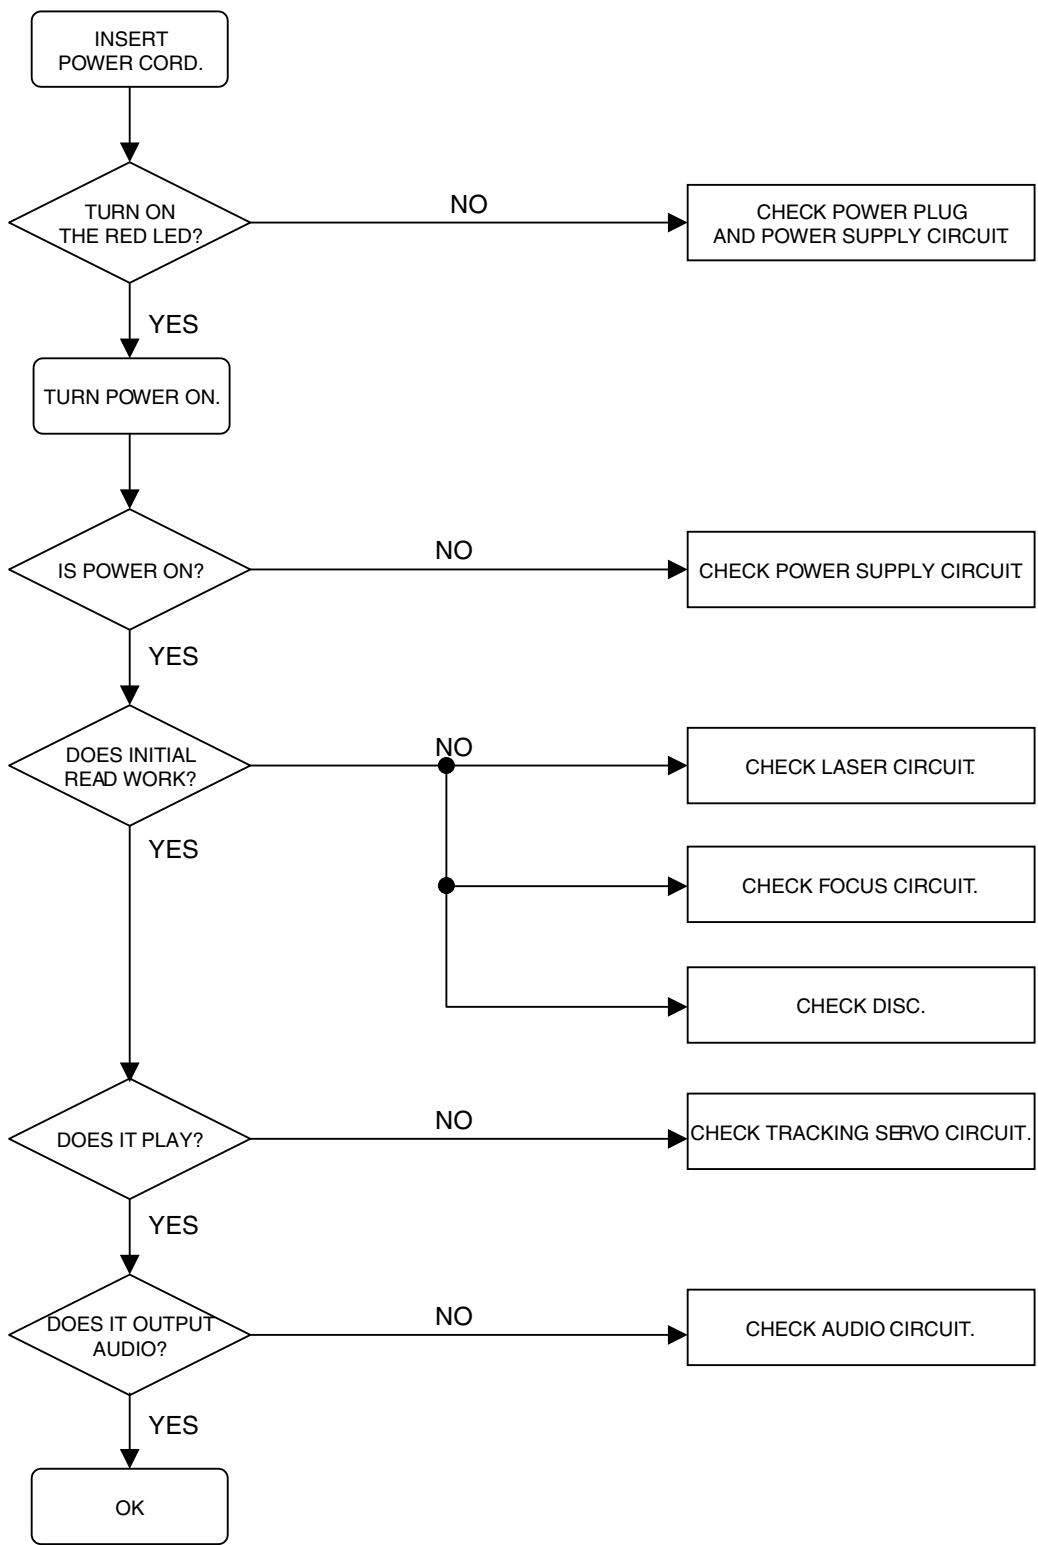 INSERT
POWER CORD.
TURN ON
THE RED LED?
NO
CHECK POWER PLUG
AND POWER SUPPLY CIRCUIT.
YES
TURN POWER ON.
IS POWER ON?
NO
CHECK POWER SUPPLY CIRCUIT.
YES
DOES INITIAL
READ WORK?
NO
CHECK LASER CIRCUIT.
YES
CHECK FOCUS CIRCUIT.
CHECK DISC.
DOES IT PLAY?
NO
CHECK TRACKING SERVO CIRCUIT.
YES
DOES IT OUTPUT
AUDIO?
NO
CHECK AUDIO CIRCUIT.
YES
OK